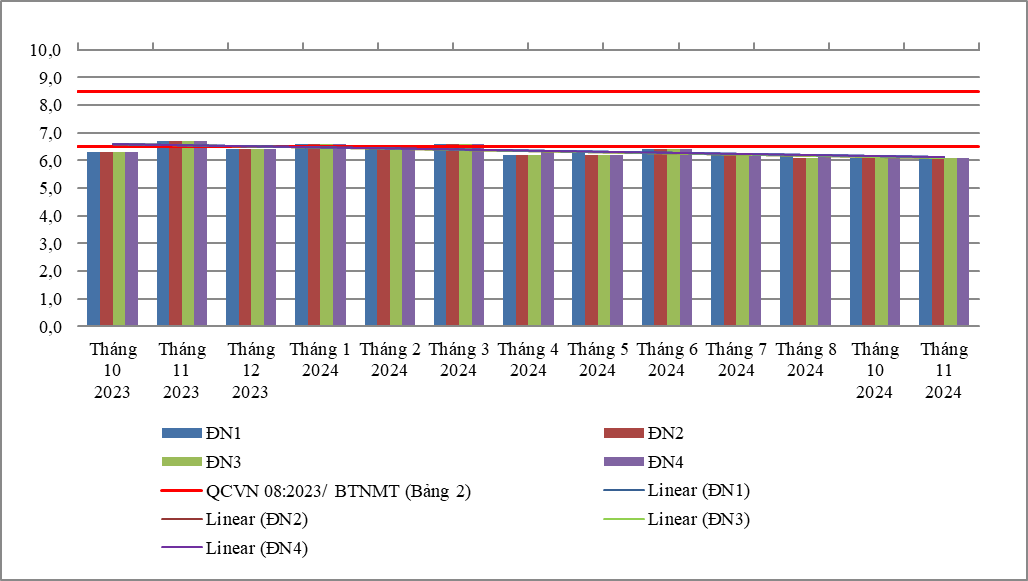 10,0
9,0
8,0
7,0
6,0
5,0
4,0
3,0
2,0
1,0
0,0
Tháng 10 2023
Tháng 11 2023
Tháng 12 2023
Tháng 1 2024
Tháng 2 2024
Tháng 3 2024
Tháng 4 2024
Tháng 5 2024
Tháng 6 2024
Tháng 7 2024
Tháng 8 2024
Tháng 10 2024
Tháng 11 2024
ĐN1
ĐN2
ĐN3
ĐN4
QCVN 08:2023/ BTNMT (Bảng 2)
Linear (ĐN1)
Linear (ĐN2)
Linear (ĐN3)
Linear (ĐN4)